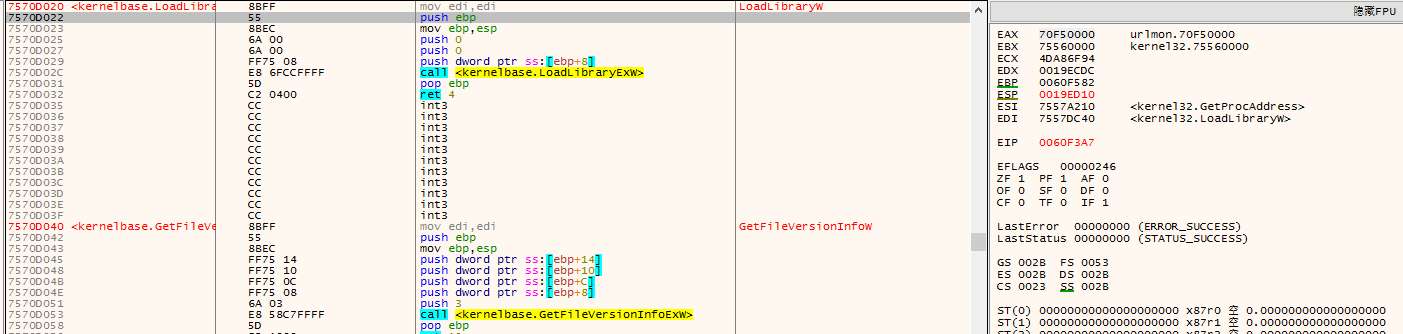 7570D020 <kernelbase.LoadLibra 8BFF mov edi,edi LoadLibraryW
7570D022 55 push ebp
7570D023 8BEC mov ebp,esp
7570D025 6A 00 push 0
7570D027 6A 00 push 0
7570D029 FF75 08 push dword ptr ss:[ebp+8]
7570D02C E8 6FCCFFFF call <kernelbase.LoadLibraryExW>
7570D031 5D pop ebp
7570D032 C2 0400 ret 4
7570D035 CC int3
7570D036 CC int3
7570D037 CC int3
7570D038 CC int3
7570D039 CC int3
7570D03A CC int3
7570D03B CC int3
7570D03C CC int3
7570D03D CC int3
7570D03E CC int3
7570D03F CC int3
7570D040 <kernelbase.GetFileVe 8BFF mov edi,edi GetFileVersionInfoW
7570D042 55 push ebp
7570D043 8BEC mov ebp,esp
7570D045 FF75 14 push dword ptr ss:[ebp+14]
7570D048 FF75 10 push dword ptr ss:[ebp+10]
7570D04B FF75 0C push dword ptr ss:[ebp+C]
7570D04E FF75 08 push dword ptr ss:[ebp+8]
7570D051 6A 03 push 3
7570D053 E8 58C7FFFF call <kernelbase.GetFileVersionInfoExW>
7570D058 5D pop ebp
隐藏FPU
EAX 70F50000 urlmon.70F50000
EBX 75560000 kernel32.75560000
ECX 4DA86F94
EDX 0019ECDC
EBP 0060F582
ESP 0019ED10
ESI 7557A210 <kernel32.GetProcAddress>
EDI 7557DC40 <kernel32.LoadLibraryW>
EIP 0060F3A7
EFLAGS 00000246
ZF 1 PF 1 AF 0
OF 0 SF 0 DF 0
CF 0 TF 0 IF 1
LastError 00000000 (ERROR_SUCCESS)
LastStatus 00000000 (STATUS_SUCCESS)
GS 002B FS 0053
ES 002B DS 002B
CS 0023 SS 002B
ST(0) 00000000000000000000 x87r0 空 0.000000000000000000
ST(1) 00000000000000000000 x87r1 空 0.000000000000000000